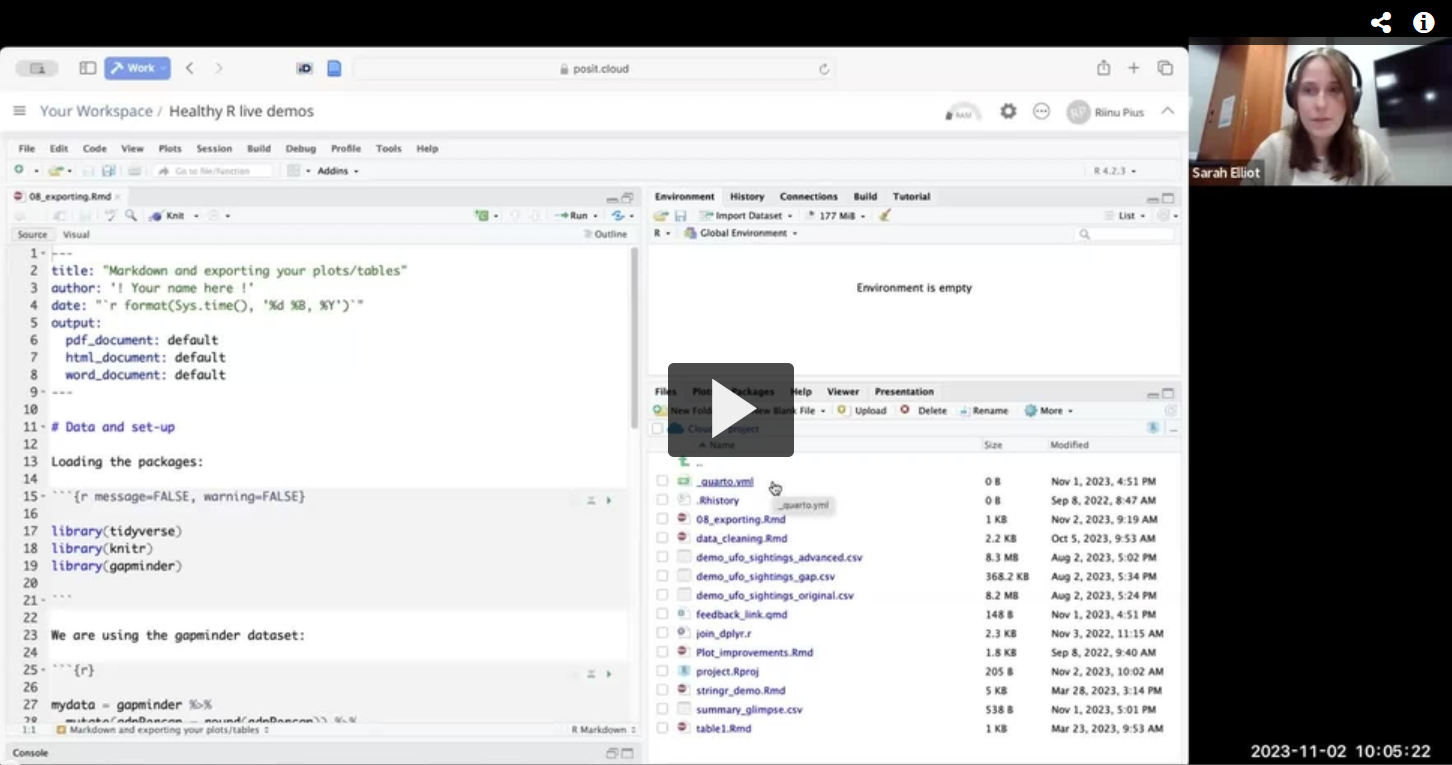 Work
posit.cloud
Your Workspace / Healthy R live demos
RAM
RP Riinu Pius
File Edit Code View Plots Session Build Debug Profile Tools Help
Go to file/function
Addins
R 4.2.3
08_exporting.Rmd
Knit
Run
Source Visual
Outline
1 ---
2 title: "Markdown and exporting your plots/tables"
3 author: '! Your name here !'
4 date: "`r format(Sys.time(), '%d %B, %Y')`"
5 output:
6 pdf_document: default
7 html_document: default
8 word_document: default
9 ---
10
11 # Data and set-up
12
13 Loading the packages:
14
15 ```{r message=FALSE, warning=FALSE}
16
17 library(tidyverse)
18 library(knitr)
19 library(gapminder)
20
21 ```
22
23 We are using the gapminder dataset:
24
25 ```{r}
26
27 mydata = gapminder %>%
28
1:1 Markdown and exporting your plots/tables
R Markdown
Console
Environment History Connections Build Tutorial
Import Dataset
177 MiB
List
R
Global Environment
Environment is empty
Files Plots Packages Help Viewer Presentation
New Blank File Upload Delete Rename More
Name Size Modified
..
_quarto.yml 0 B Nov 1, 2023, 4:51 PM
.Rhistory 0 B Sep 8, 2022, 8:47 AM
_quarto.yml
08_exporting.Rmd 1 KB Nov 2, 2023, 9:19 AM
data_cleaning.Rmd 2.2 KB Oct 5, 2023, 9:53 AM
demo_ufo_sightings_advanced.csv 8.3 MB Aug 2, 2023, 5:02 PM
demo_ufo_sightings_gap.csv 368.2 KB Aug 2, 2023, 5:34 PM
demo_ufo_sightings_original.csv 8.2 MB Aug 2, 2023, 5:24 PM
feedback_link.qmd 148 B Nov 1, 2023, 4:51 PM
join_dplyr.r 2.3 KB Nov 3, 2022, 11:15 AM
Plot_improvements.Rmd 1.8 KB Sep 8, 2022, 9:40 AM
project.Rproj 205 B Nov 2, 2023, 10:02 AM
stringr_demo.Rmd 5 KB Mar 28, 2023, 3:14 PM
summary_glimpse.csv 538 B Nov 1, 2023, 5:01 PM
table1.Rmd 1 KB Mar 23, 2023, 9:53 AM
Sarah Elliot
2023-11-02 10:05:22